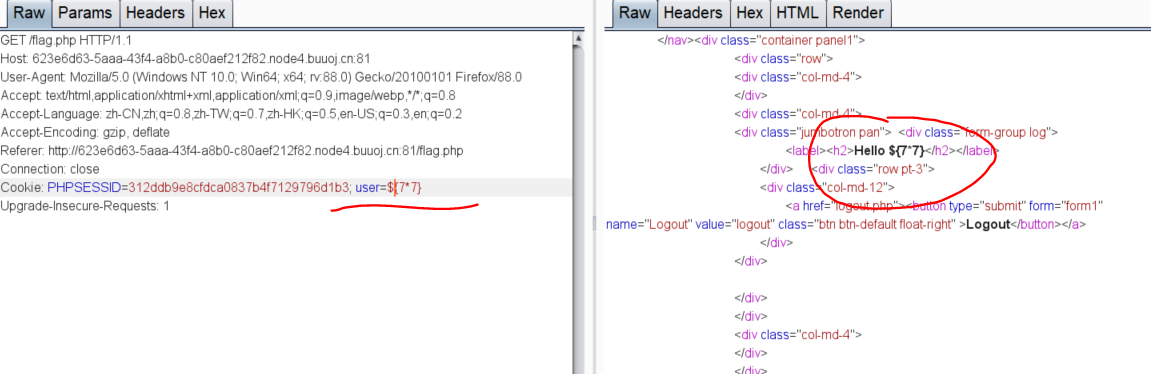 Raw Params Headers Hex
GET /flag.php HTTP/1.1
Host: 623e6d63-5aaa-43f4-a8b0-c80aef212f82.node4.buuoj.cn:81
User-Agent: Mozilla/5.0 (Windows NT 10.0; Win64; x64; rv:88.0) Gecko/20100101 Firefox/88.0
Accept: text/html,application/xhtml+xml,application/xml;q=0.9,image/webp,*/*;q=0.8
Accept-Language: zh-CN,zh;q=0.8,zh-TW;q=0.7,zh-HK;q=0.5,en-US;q=0.3,en;q=0.2
Accept-Encoding: gzip, deflate
Referer: http://623e6d63-5aaa-43f4-a8b0-c80aef212f82.node4.buuoj.cn:81/flag.php
Connection: close
Cookie: PHPSESSID=312ddb9e8cfdca0837b4f7129796d1b3; user=${7*7}
Upgrade-Insecure-Requests: 1
Raw Headers Hex HTML Render
</nav><div class="container panel1">
<div class="row">
<div class="col-md-4">
</div>
<div class="col-md-4">
<div class="jumbotron pan"> <div class="form-group log">
<label><h2>Hello ${7*7}</h2></label>
</div> <div class="row pt-3">
<div class="col-md-12">
<a href="logout.php"><button type="submit" form="form1"
name="Logout" value="logout" class="btn btn-default float-right" >Logout</button></a>
</div>
</div>
</div>
</div>
<div class="col-md-4">
</div>
</div>